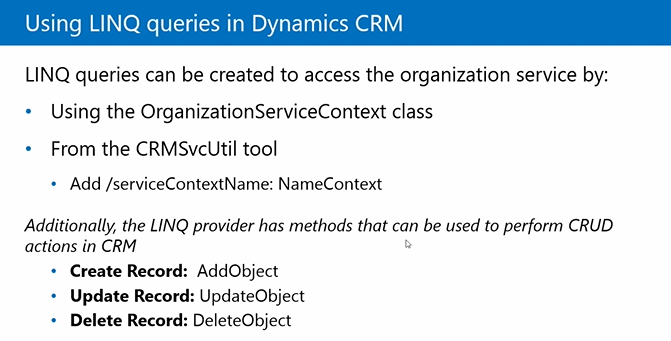 Using LINQ queries in Dynamics CRM
LINQ queries can be created to access the organization service by:
• Using the OrganizationServiceContext class
• From the CRMSvcUtil tool
• Add /serviceContextName: NameContext
Additionally, the LINQ provider has methods that can be used to perform CRUD
actions in CRM
• Create Record: AddObject
• Update Record: UpdateObject
• Delete Record: DeleteObject